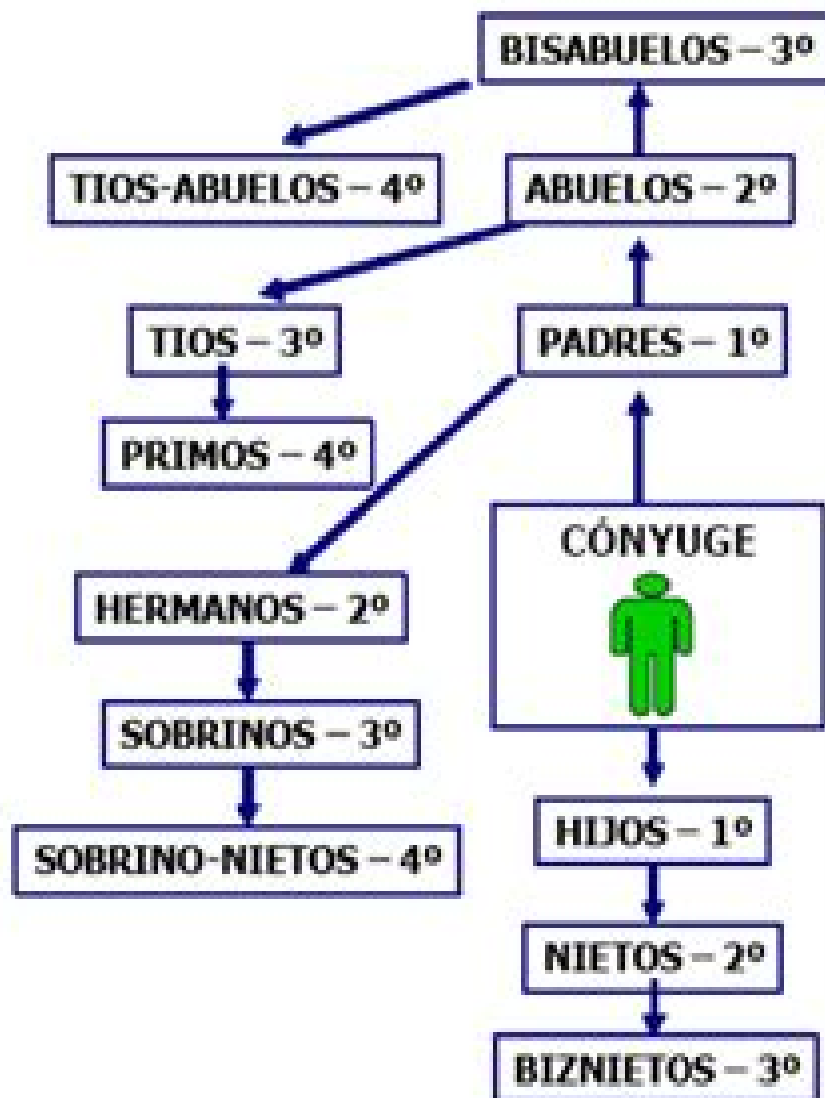 BISABUELOS – 3º
TIOS-ABUELOS – 4º
ABUELOS – 2º
TIOS – 3º
PADRES – 1º
PRIMOS – 4º
CÓNYUGE
HERMANOS – 2º
SOBRINOS – 3º
HIJOS – 1º
SOBRINO-NIETOS – 4º
NIETOS – 2º
BIZNIETOS – 3º